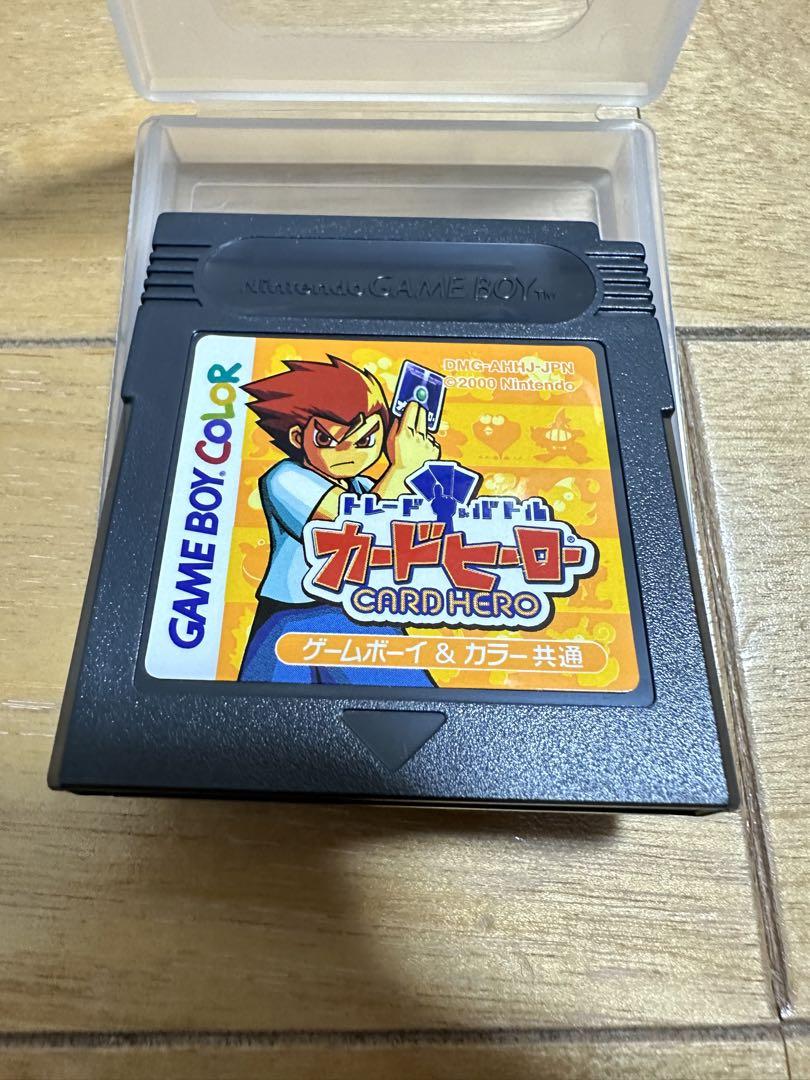 Nintendo GAME BOY™
GAME BOY COLOR
DMG-AHHJ-JPN
©2000 Nintendo
トレード&バトル
カードヒーロー®
CARD HERO
ゲームボーイ & カラー共通